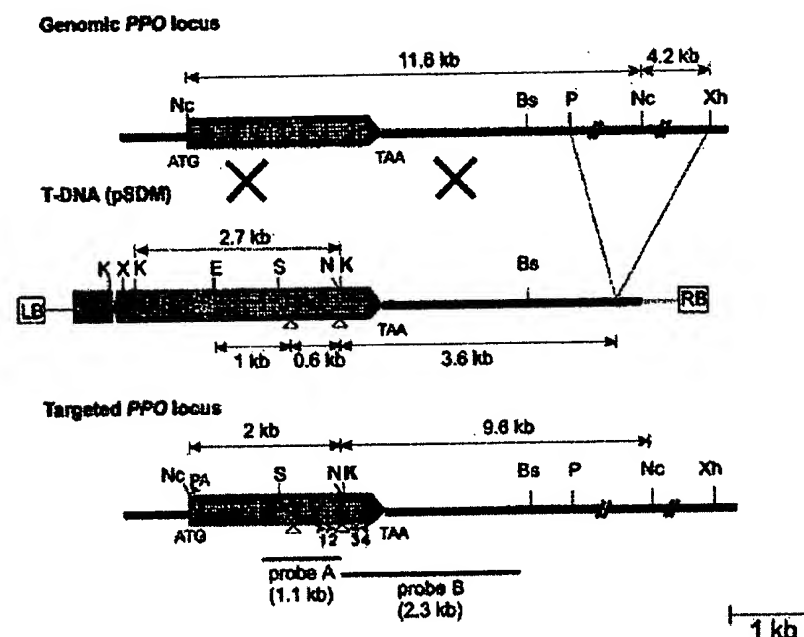 Genomic PPO locus
11.8 kb
4.2 kb
Nc
Bs
P
Nc
Xh
ATG
TAA
T-DNA (pSDM)
2.7 kb
K
X
K
E
S
N
K
Bs
LB
RB
TAA
1 kb
0.6 kb
3.6 kb
Targeted PPO locus
2 kb
9.6 kb
Nc
PA
S
N
K
Bs
P
Nc
Xh
ATG
1 2
3 4
TAA
probe A
(1.1 kb)
probe B
(2.3 kb)
1 kb